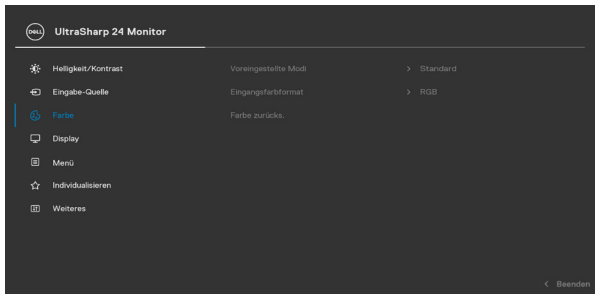 DELL UltraSharp 24 Monitor
Helligkeit/Kontrast Voreingestellte Modi > Standard
Eingabe-Quelle Eingangsfarbformat > RGB
Farbe Farbe zurücks.
Display
Menü
Individualisieren
Weiteres
< Beenden